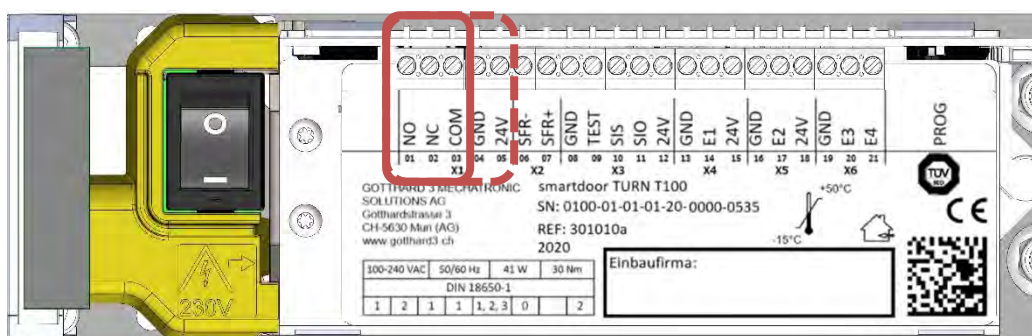 NO NC COM GND 24V SFR- SFR+ GND TEST SIS SIO 24V GND E1 24V GND E2 24V GND E3 E4 PROG
01 02 03 04 05 06 07 08 09 10 11 12 13 14 15 16 17 18 19 20 21
X1 X2 X3 X4 X5 X6
GOTTHARD 3 MECHATRONIC
SOLUTIONS AG
Gotthardstrasse 3
CH-5630 Muri (AG)
www.gotthard3.ch
smartdoor TURN T100
SN: 0100-01-01-01-20-0000-0535
REF: 301010a
2020
+50°C
-15°C
TÜV
CE
100-240 VAC 50/60 Hz 41 W 30 Nm
DIN 18650-1
1 2 1 1 1, 2, 3 0 2
Einbaufirma:
230V